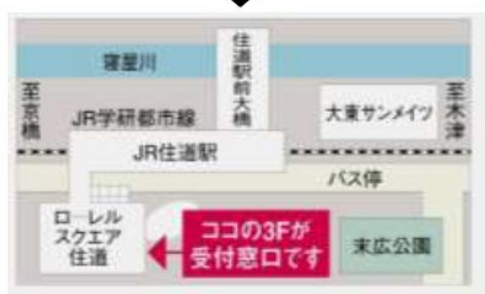 寝屋川
住道駅前大橋
至京橋
JR学研都市線
大東サンメイツ
至木津
JR住道駅
バス停
ローレル
スクエア
住道
ココの3Fが
受付窓口です
末広公園